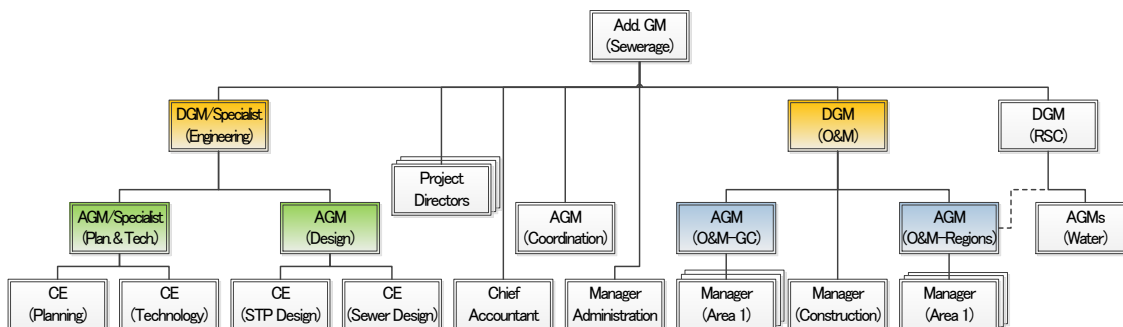 Add. GM
(Sewerage)
DGM/Specialist
(Engineering)
DGM
(O&M)
DGM
(RSC)
Project
Directors
AGM/Specialist
(Plan. & Tech.)
AGM
(Design)
AGM
(Coordination)
AGM
(O&M-GC)
AGM
(O&M-Regions)
AGMs
(Water)
CE
(Planning)
CE
(Technology)
CE
(STP Design)
CE
(Sewer Design)
Chief
Accountant
Manager
Administration
Manager
(Area 1)
Manager
(Construction)
Manager
(Area 1)